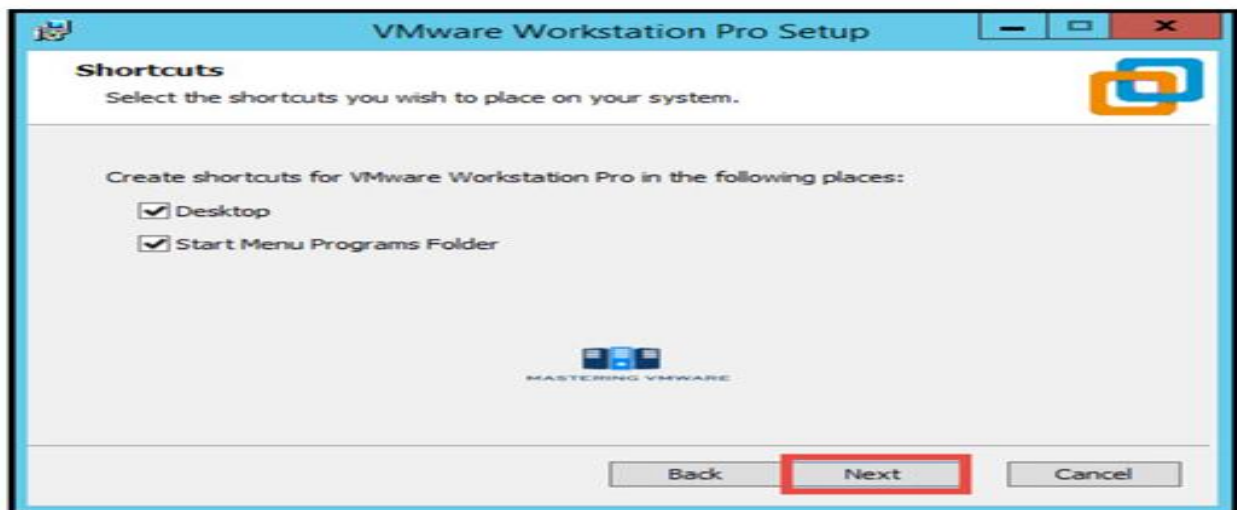 VMware Workstation Pro Setup
Shortcuts
Select the shortcuts you wish to place on your system.
Create shortcuts for VMware Workstation Pro in the following places:
Desktop
Start Menu Programs Folder
MASTERING VMWARE
Back Next Cancel